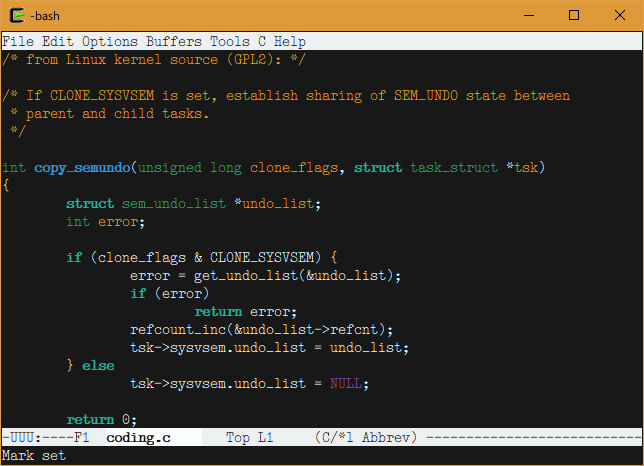 -bash
File Edit Options Buffers Tools C Help
/* from Linux kernel source (GPL2): */

/* If CLONE_SYSVSEM is set, establish sharing of SEM_UNDO state between
 * parent and child tasks.
 */

int copy_semundo(unsigned long clone_flags, struct task_struct *tsk)
{
        struct sem_undo_list *undo_list;
        int error;

        if (clone_flags & CLONE_SYSVSEM) {
                error = get_undo_list(&undo_list);
                if (error)
                        return error;
                refcount_inc(&undo_list->refcnt);
                tsk->sysvsem.undo_list = undo_list;
        } else
                tsk->sysvsem.undo_list = NULL;

        return 0;
-UUU:----F1  coding.c       Top L1     (C/*l Abbrev) ---------------------------
Mark set